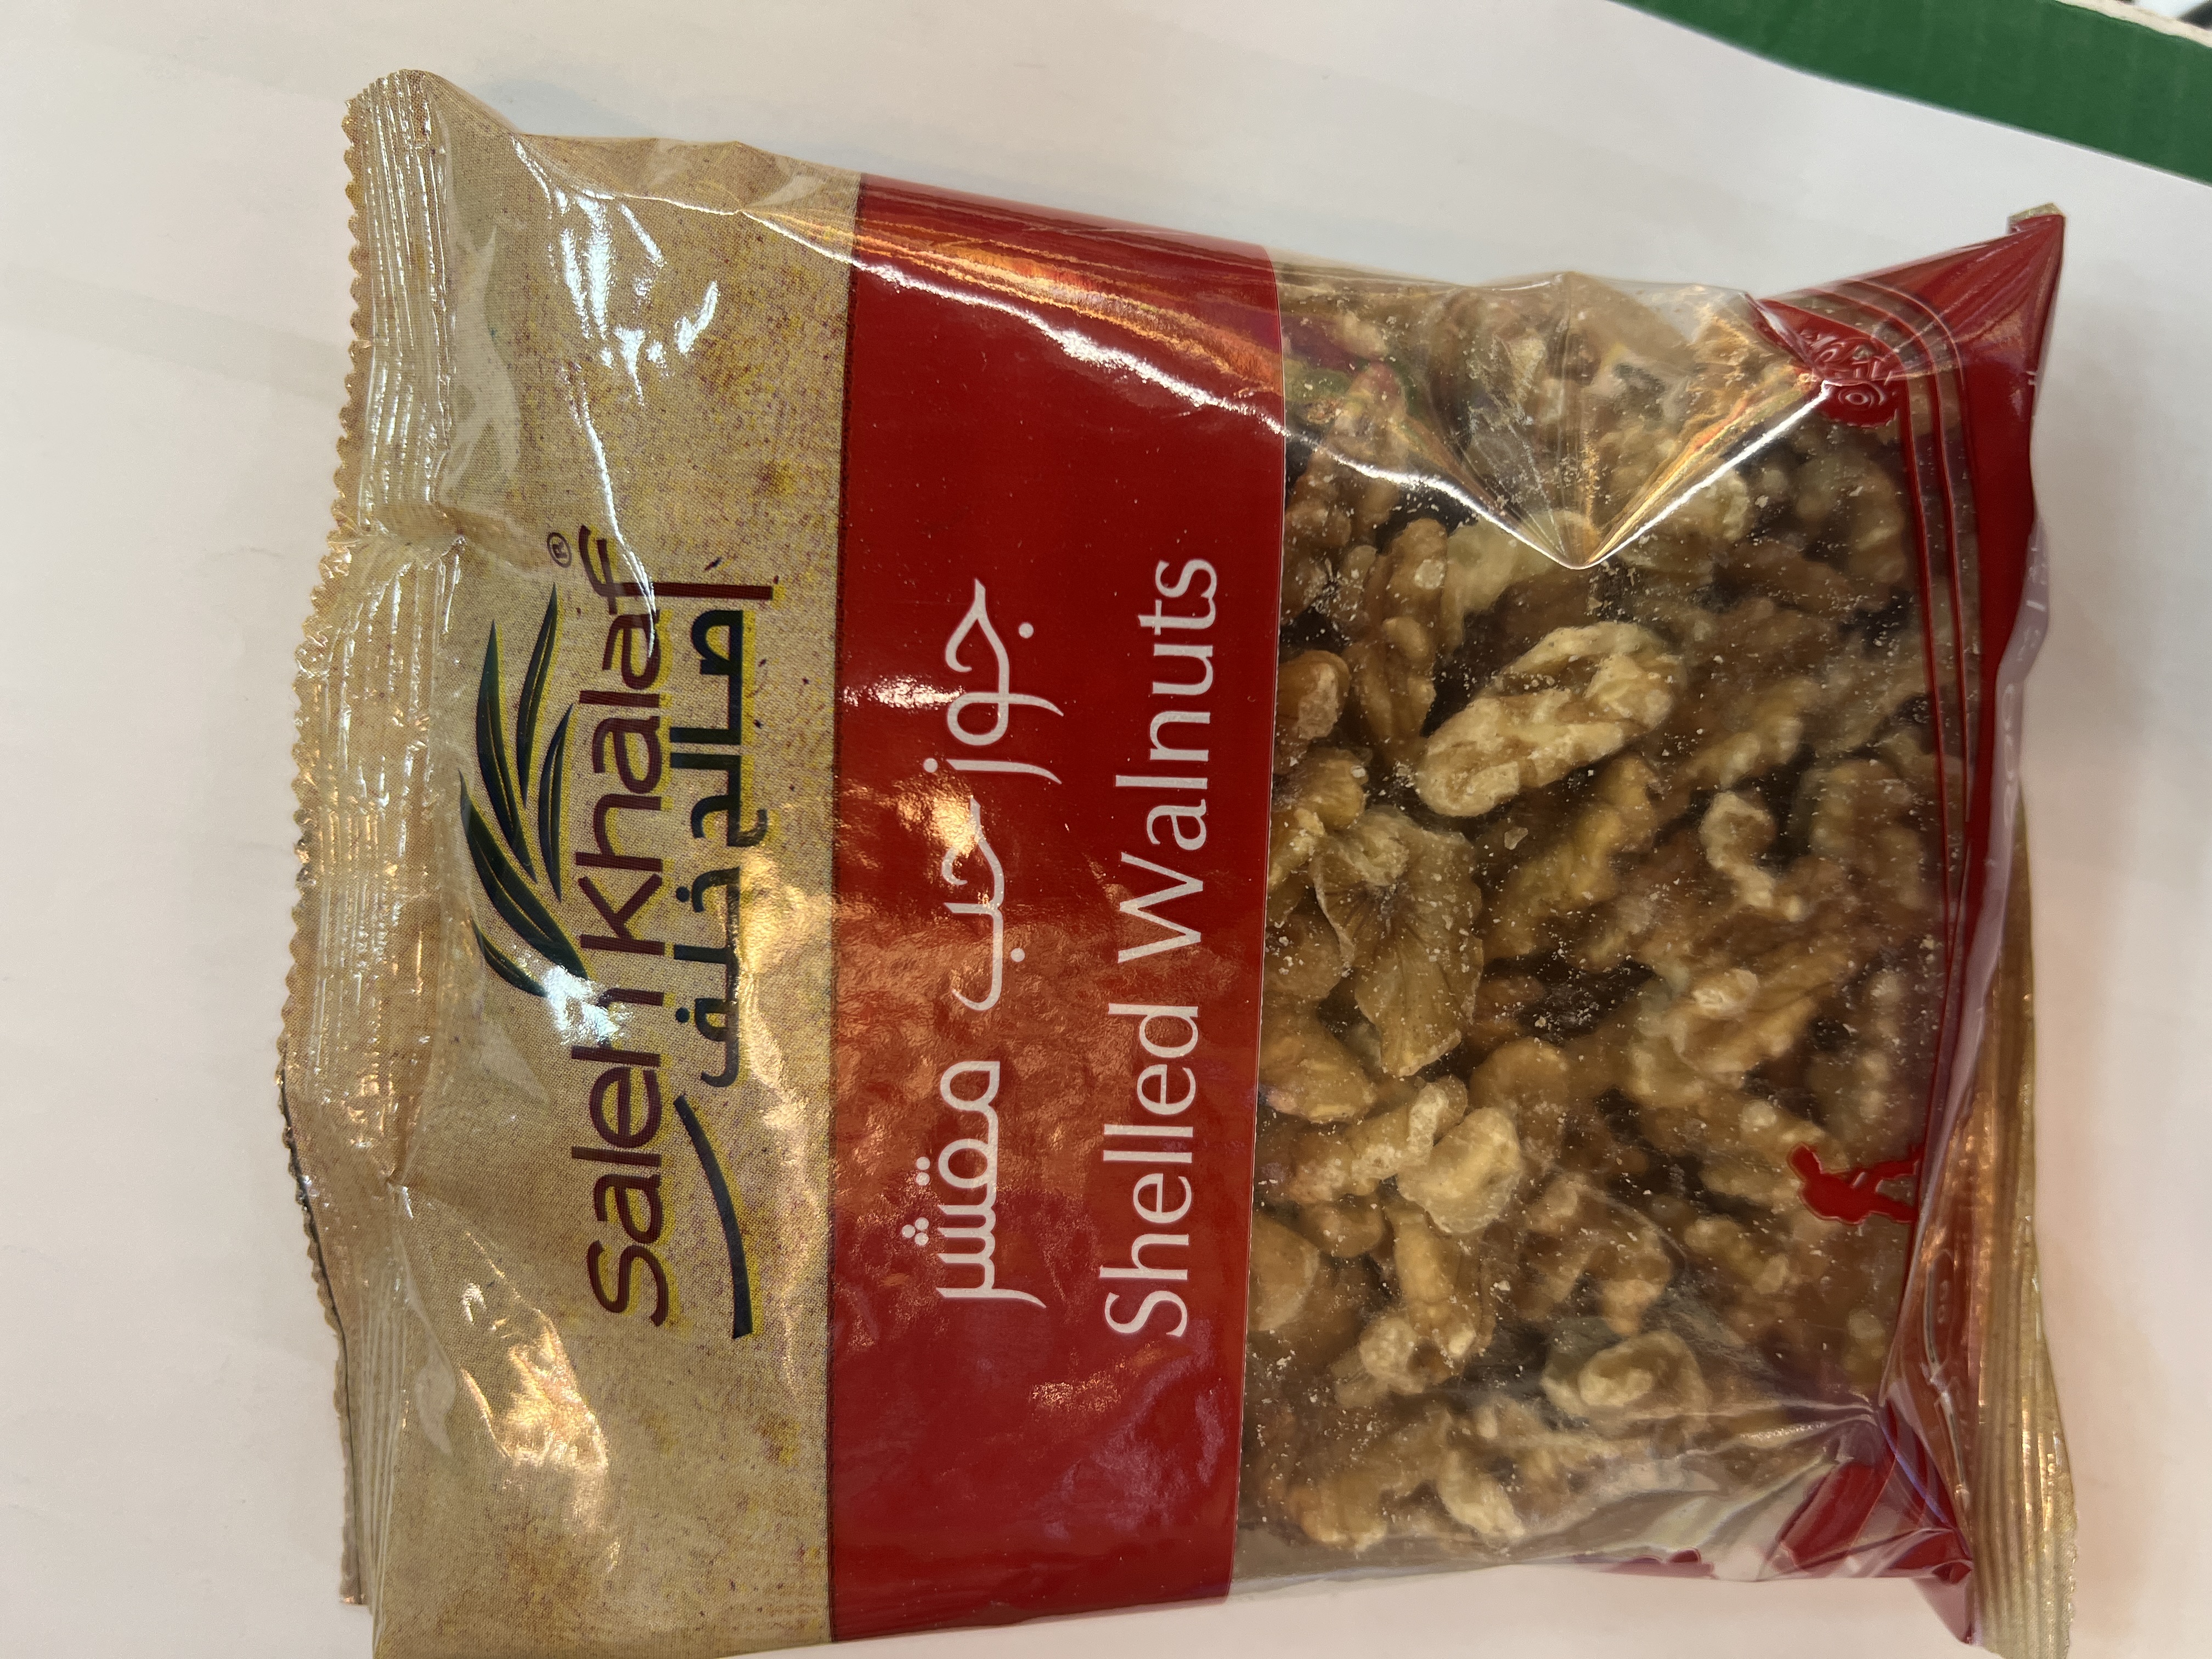 Saleh Khalaf®
صالح خلف
جوز حب مقشر
Shelled Walnuts